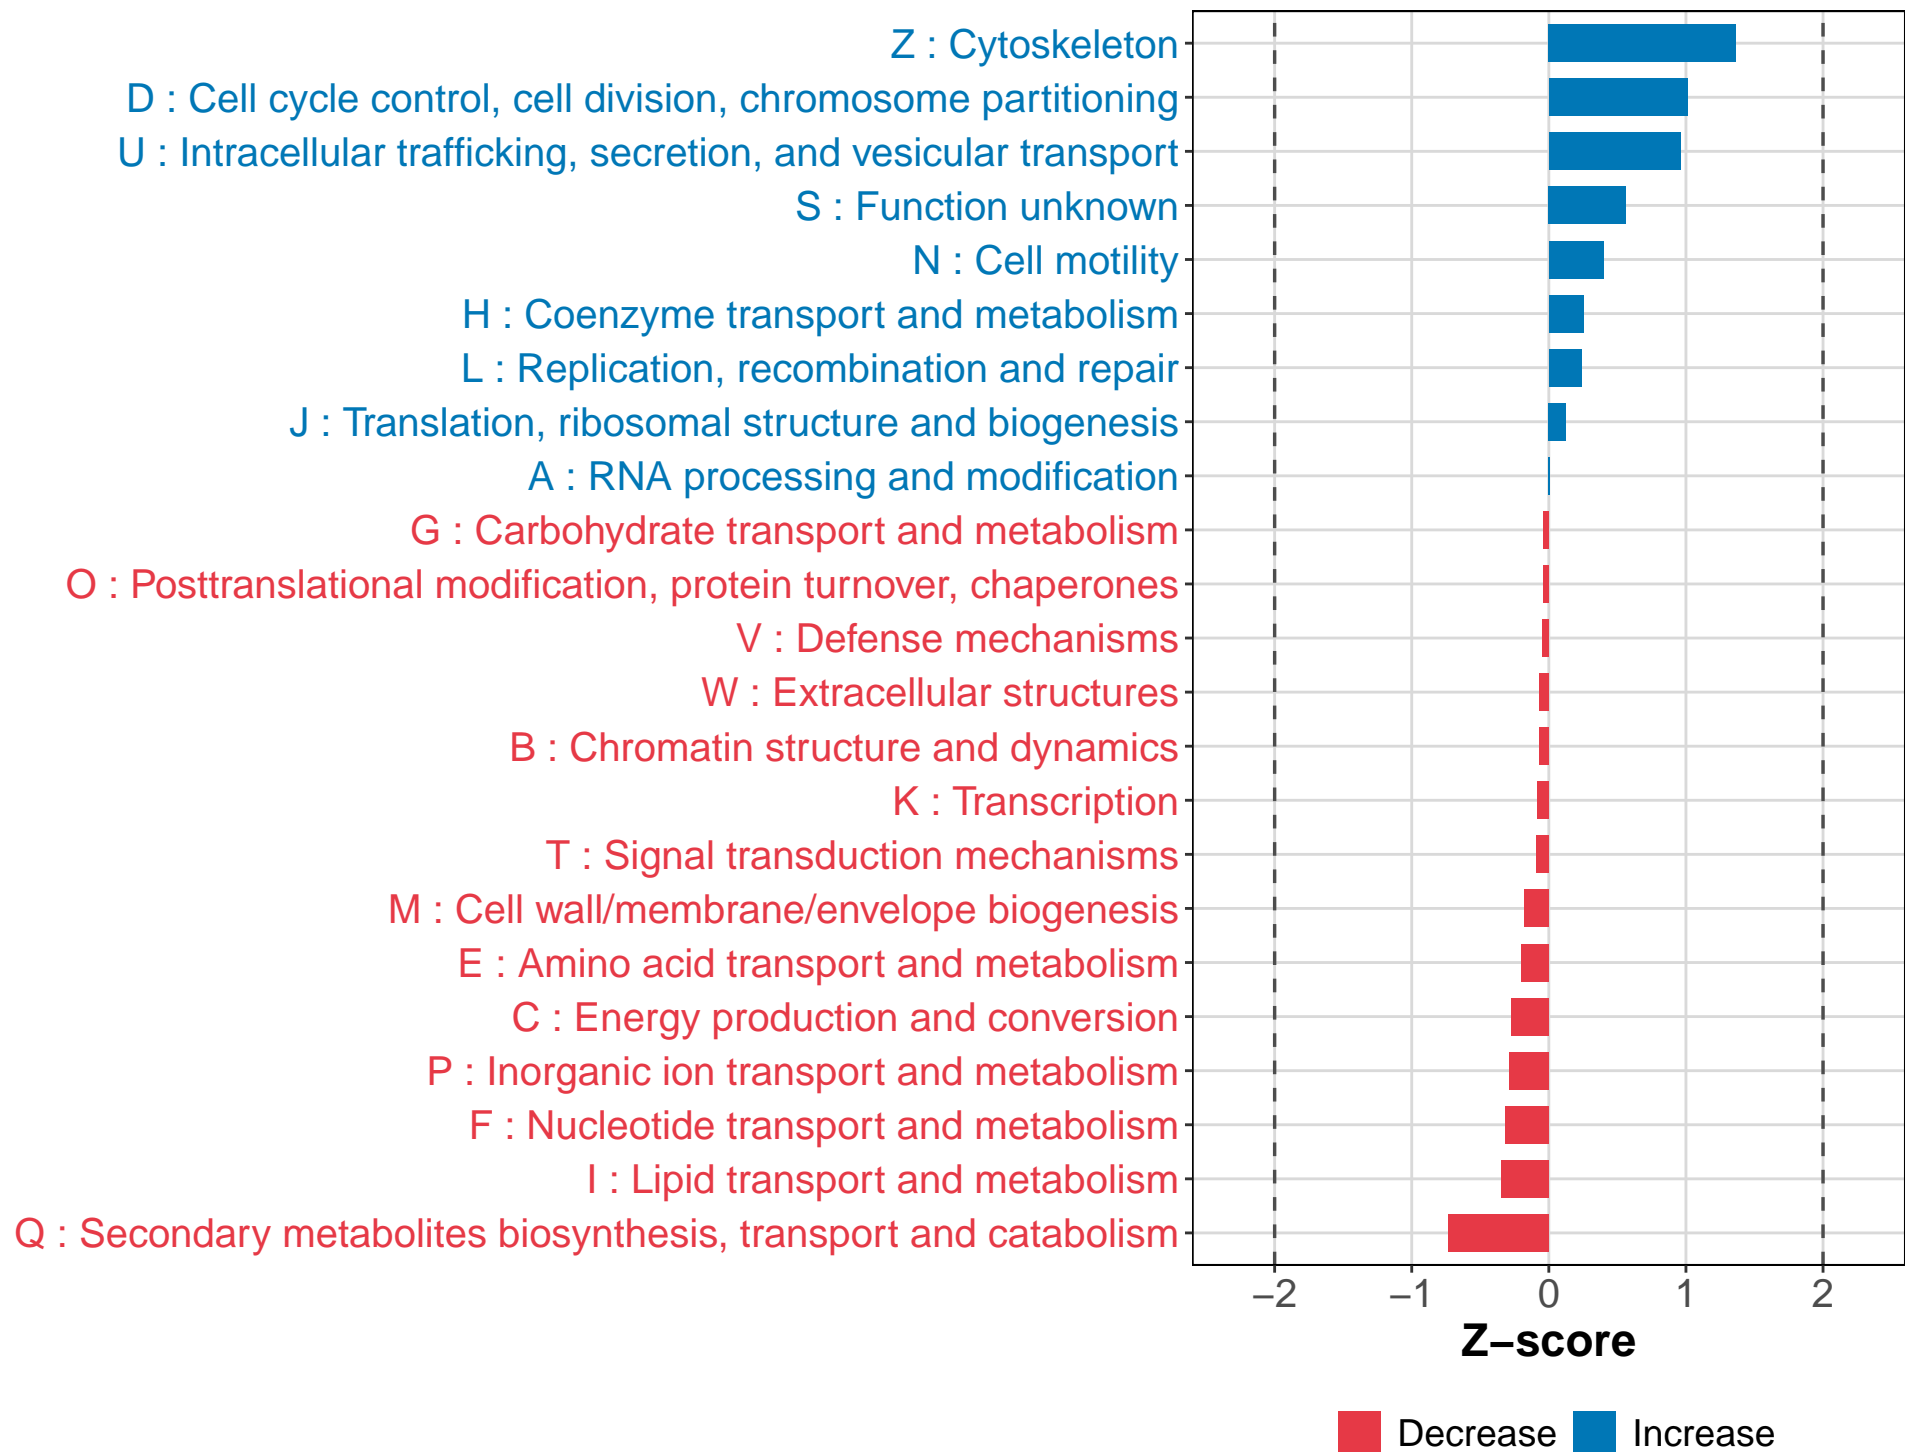 Z : Cytoskeleton
D : Cell cycle control, cell division, chromosome partitioning
U : Intracellular trafficking, secretion, and vesicular transport
S : Function unknown
N : Cell motility
H : Coenzyme transport and metabolism
L : Replication, recombination and repair
J : Translation, ribosomal structure and biogenesis
A : RNA processing and modification
G : Carbohydrate transport and metabolism
O : Posttranslational modification, protein turnover, chaperones
V : Defense mechanisms
W : Extracellular structures
B : Chromatin structure and dynamics
K : Transcription
T : Signal transduction mechanisms
M : Cell wall/membrane/envelope biogenesis
E : Amino acid transport and metabolism
C : Energy production and conversion
P : Inorganic ion transport and metabolism
F : Nucleotide transport and metabolism
I : Lipid transport and metabolism
Q : Secondary metabolites biosynthesis, transport and catabolism
−2 −1 0 1 2
Z−score
Decrease Increase